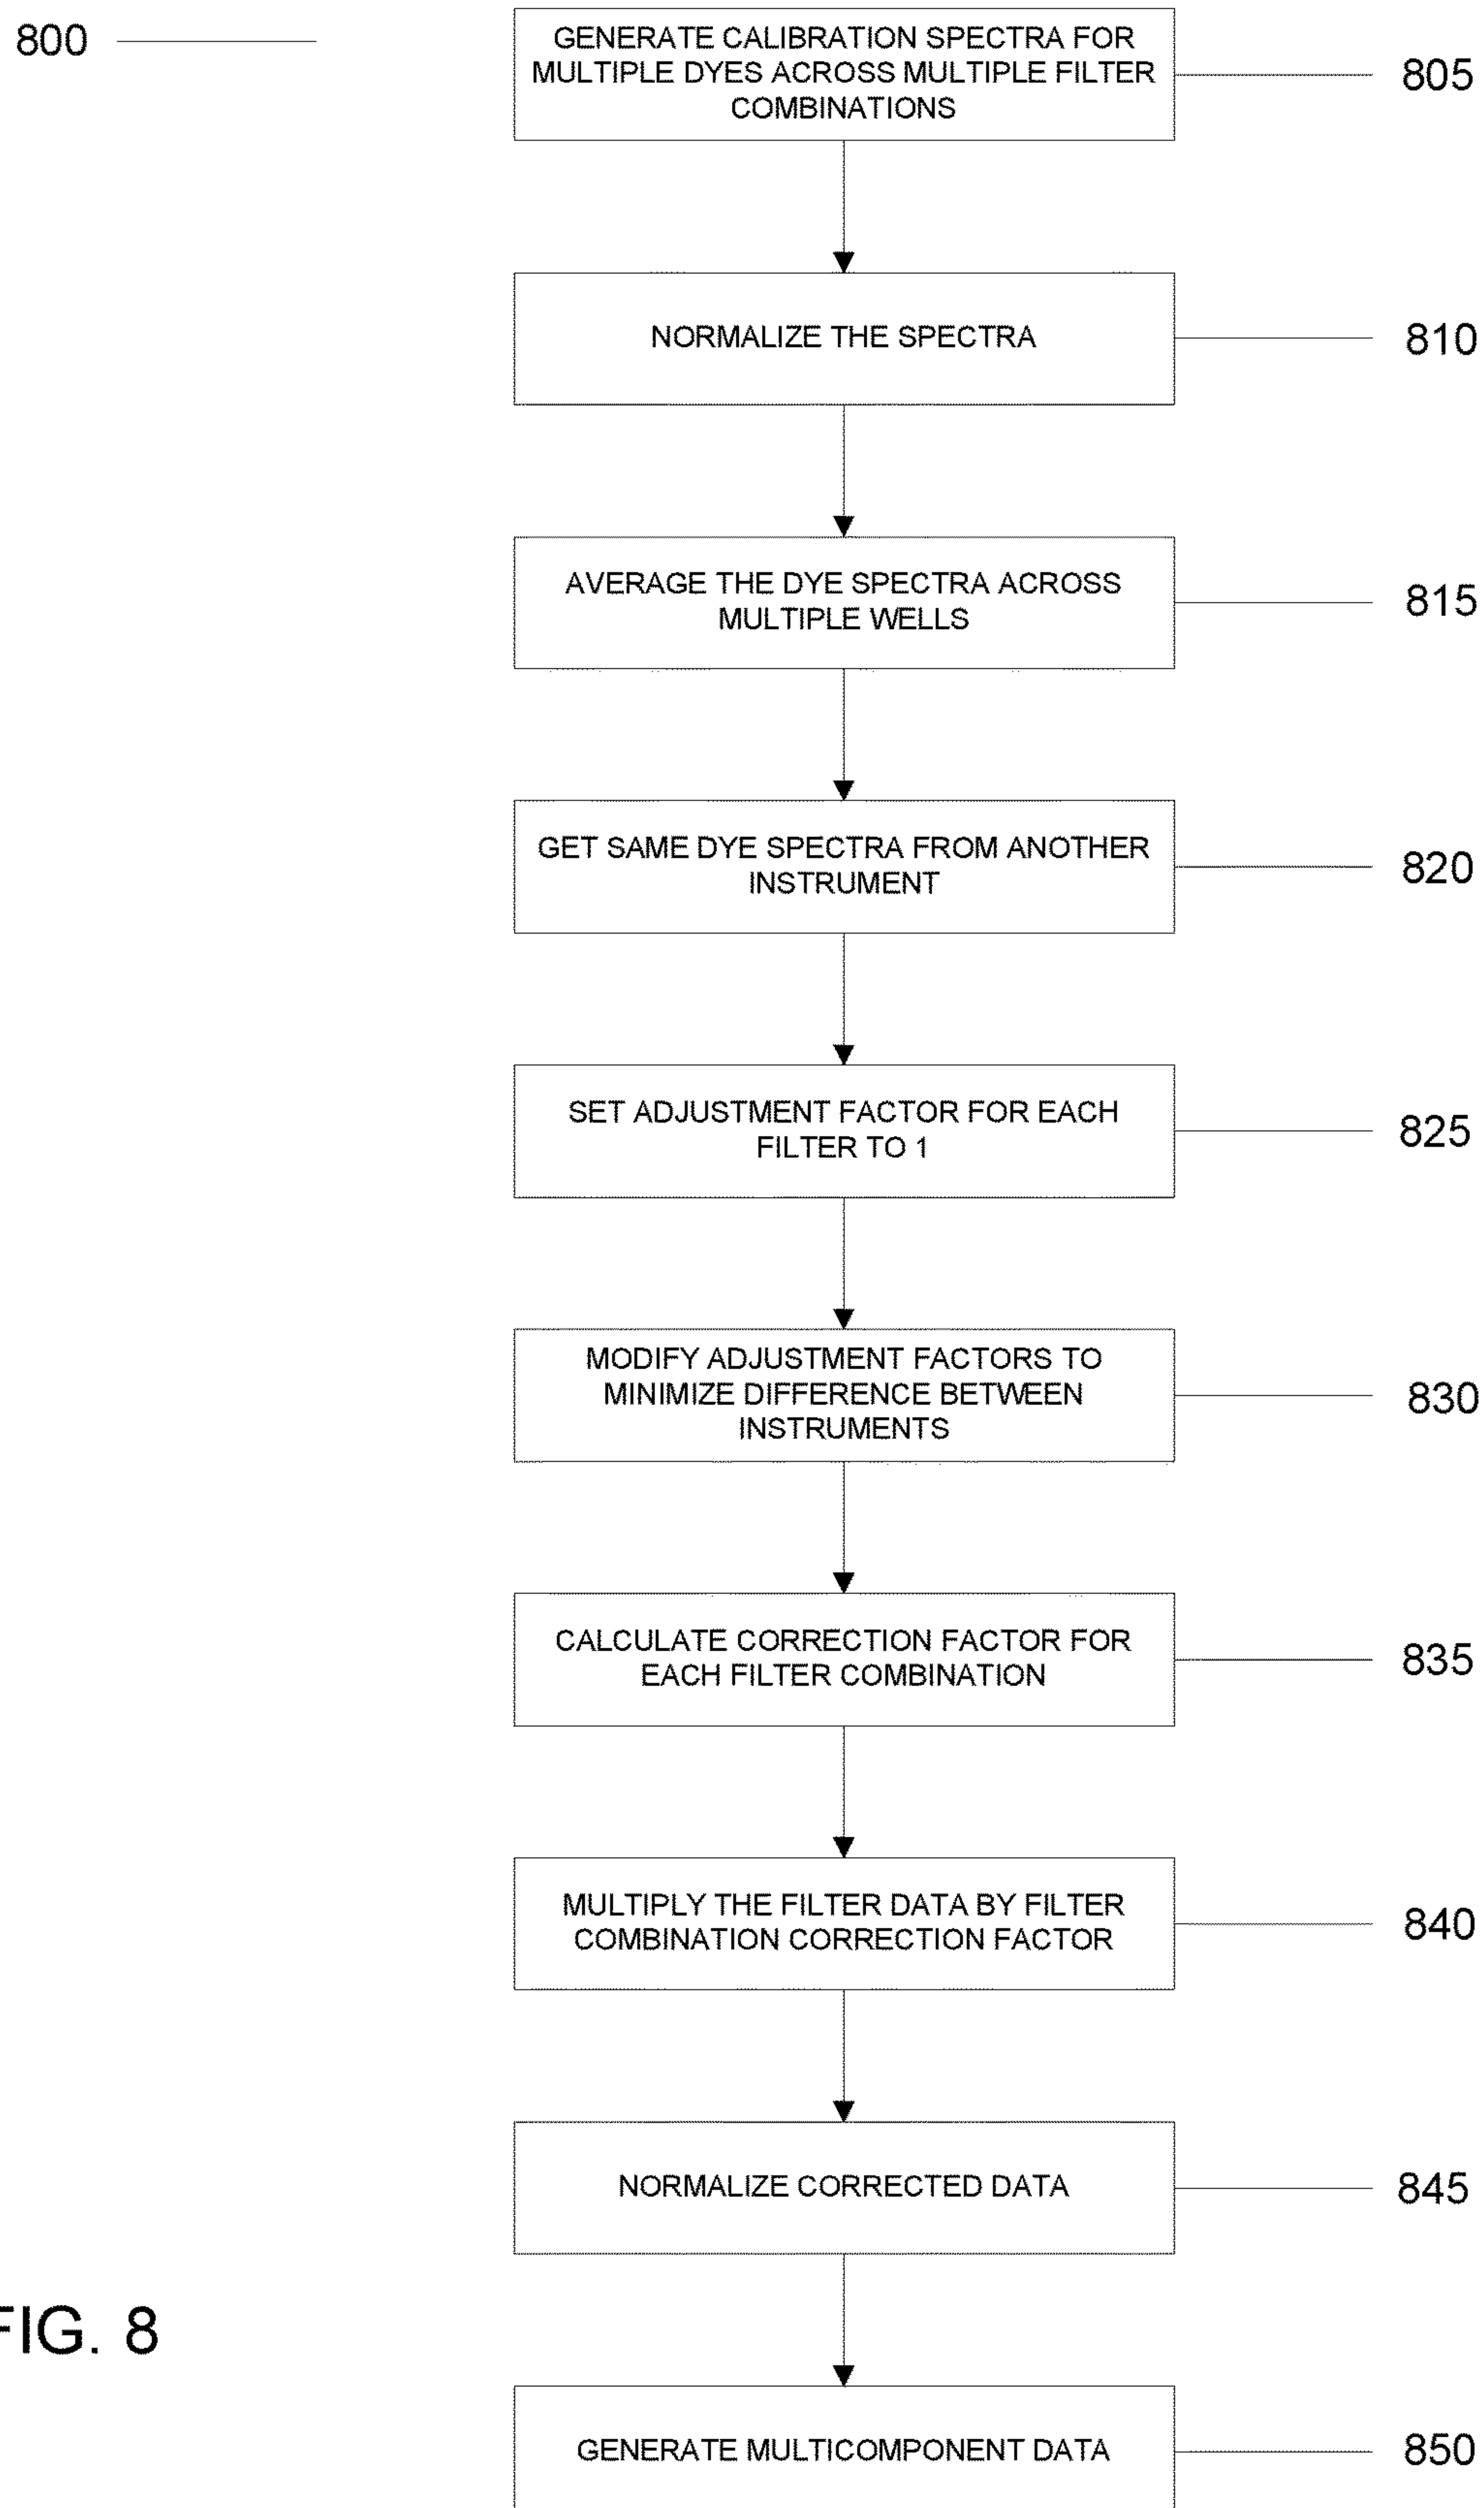 800
GENERATE CALIBRATION SPECTRA FOR
MULTIPLE DYES ACROSS MULTIPLE FILTER
COMBINATIONS
805
NORMALIZE THE SPECTRA
810
AVERAGE THE DYE SPECTRA ACROSS
MULTIPLE WELLS
815
GET SAME DYE SPECTRA FROM ANOTHER
INSTRUMENT
820
SET ADJUSTMENT FACTOR FOR EACH
FILTER TO 1
825
MODIFY ADJUSTMENT FACTORS TO
MINIMIZE DIFFERENCE BETWEEN
INSTRUMENTS
830
CALCULATE CORRECTION FACTOR FOR
EACH FILTER COMBINATION
835
MULTIPLY THE FILTER DATA BY FILTER
COMBINATION CORRECTION FACTOR
840
NORMALIZE CORRECTED DATA
845
FIG. 8
GENERATE MULTICOMPONENT DATA
850